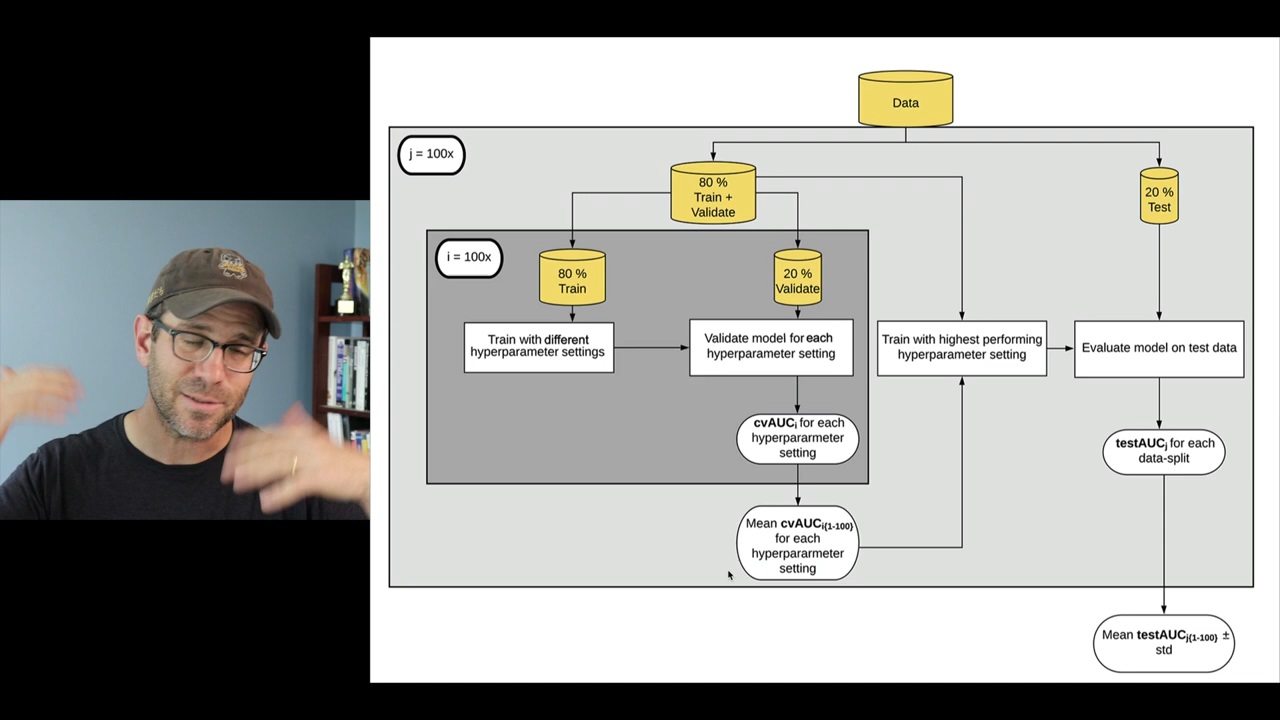 Data
j = 100x
80 %
Train +
Validate
20 %
Test
i = 100x
80 %
Train
20 %
Validate
Train with different
hyperparameter settings
Validate model for each
hyperparameter setting
Train with highest performing
hyperparameter setting
Evaluate model on test data
cvAUCi for each
hyperpararmeter
setting
testAUCj for each
data-split
Mean cvAUCi{1-100}
for each
hyperpararmeter
setting
Mean testAUCj{1-100} ±
std